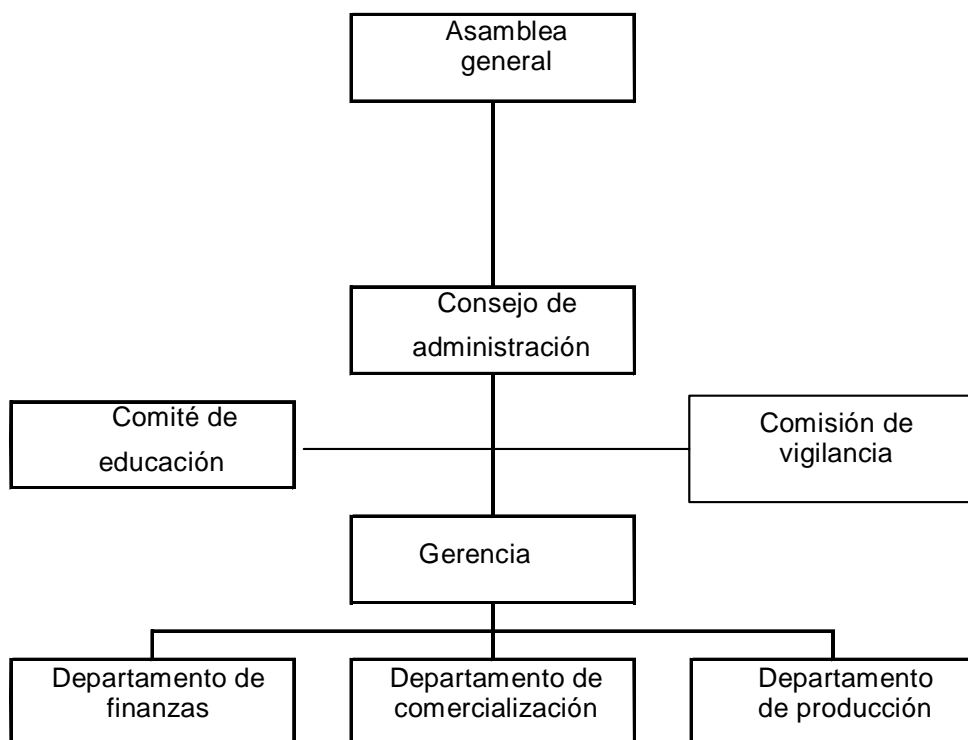 Asamblea
general
Consejo de
administración
Comité de
educación
Comisión de
vigilancia
Gerencia
Departamento de
finanzas
Departamento de
comercialización
Departamento
de producción